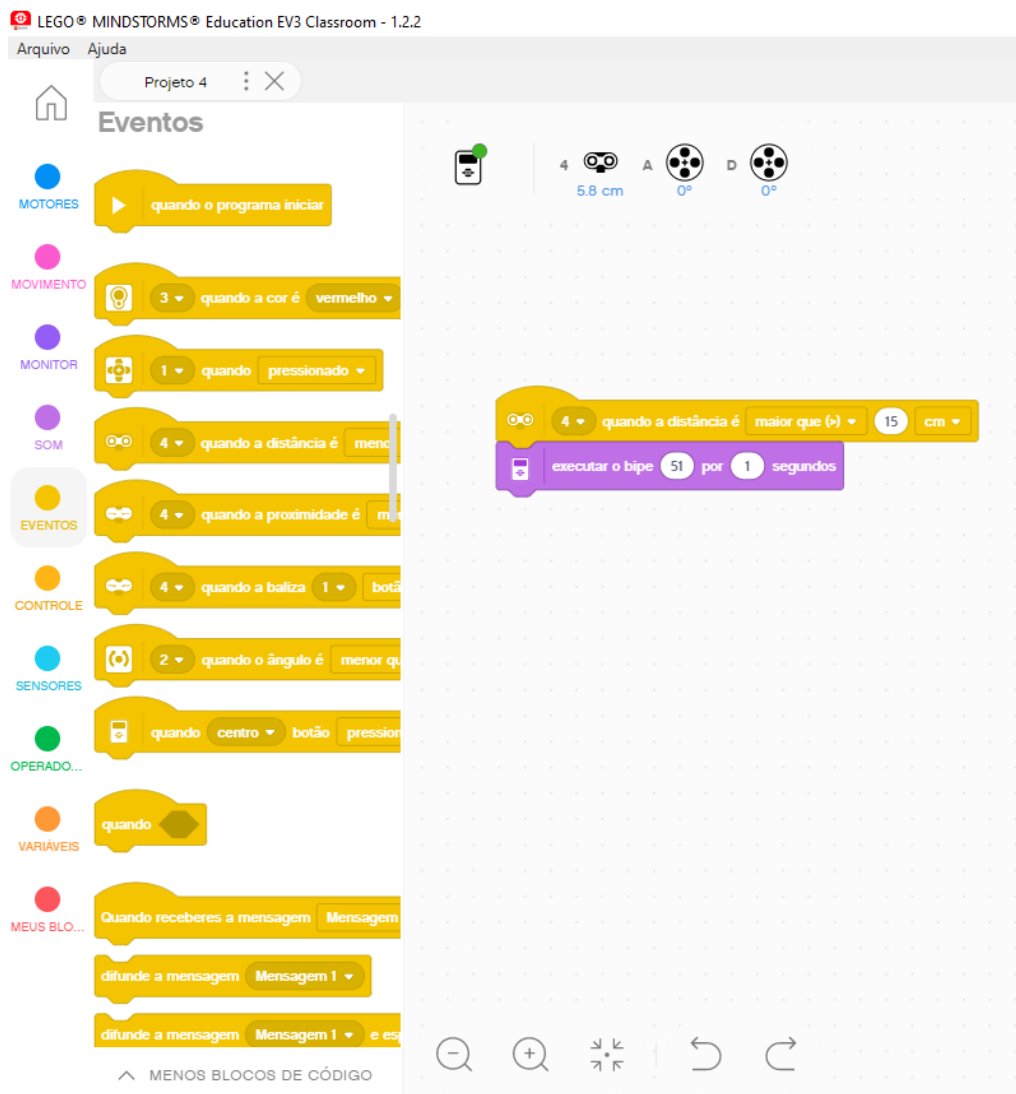 LEGO® MINDSTORMS® Education EV3 Classroom - 1.2.2
Arquivo Ajuda
Projeto 4
Eventos
MOTORES
MOVIMENTO
MONITOR
SOM
EVENTOS
CONTROLE
SENSORES
OPERADO...
VARIÁVEIS
MEUS BLO...
quando o programa iniciar
3 quando a cor é vermelho
1 quando pressionado
4 quando a distância é
4 quando a proximidade é
4 quando a baliza 1
2 quando o ângulo é menor
quando centro botão
quando
Quando receberes a mensagem Mensagem
difunde a mensagem Mensagem 1
difunde a mensagem Mensagem 1 e
MENOS BLOCOS DE CÓDIGO
4 A D
5.8 cm 0° 0°
4 quando a distância é maior que (>) 15 cm
executar o bipe 51 por 1 segundos